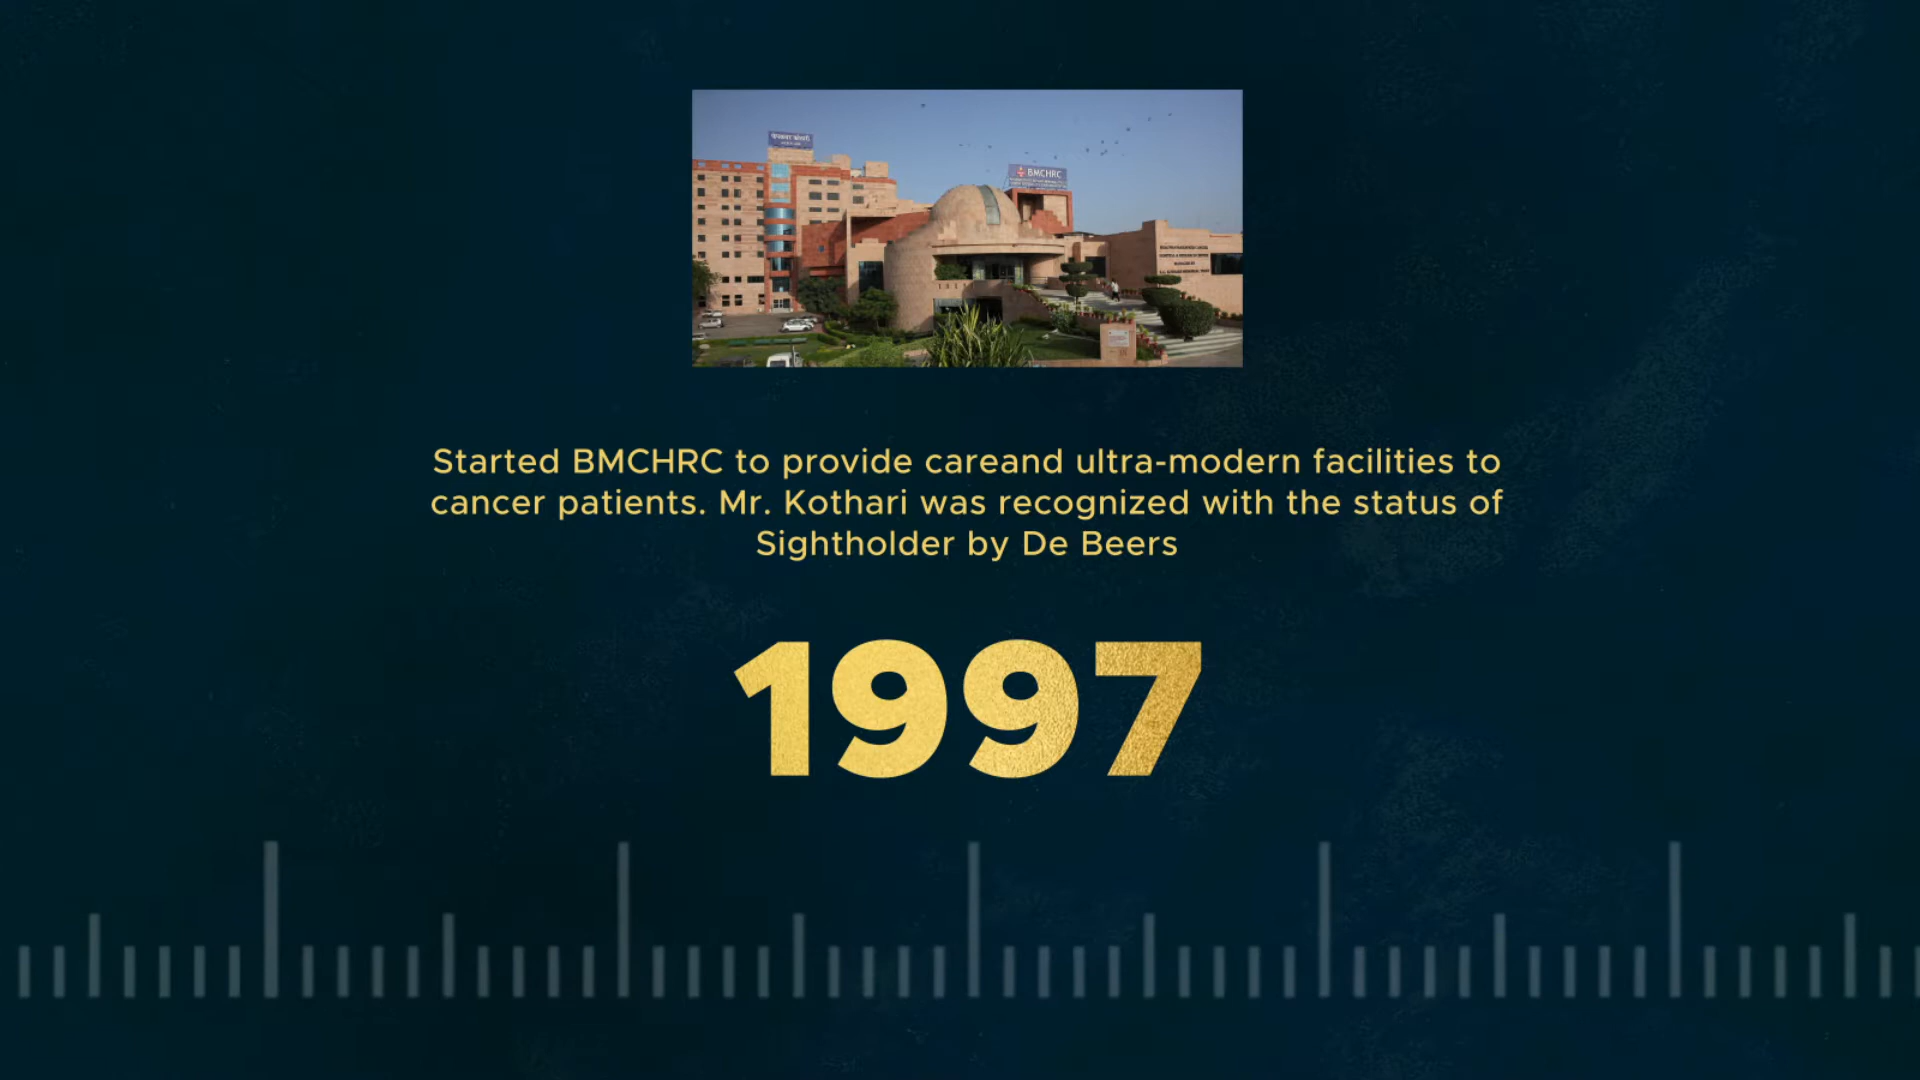 BMCHRC
Started BMCHRC to provide careand ultra-modern facilities to
cancer patients. Mr. Kothari was recognized with the status of
Sightholder by De Beers
1997